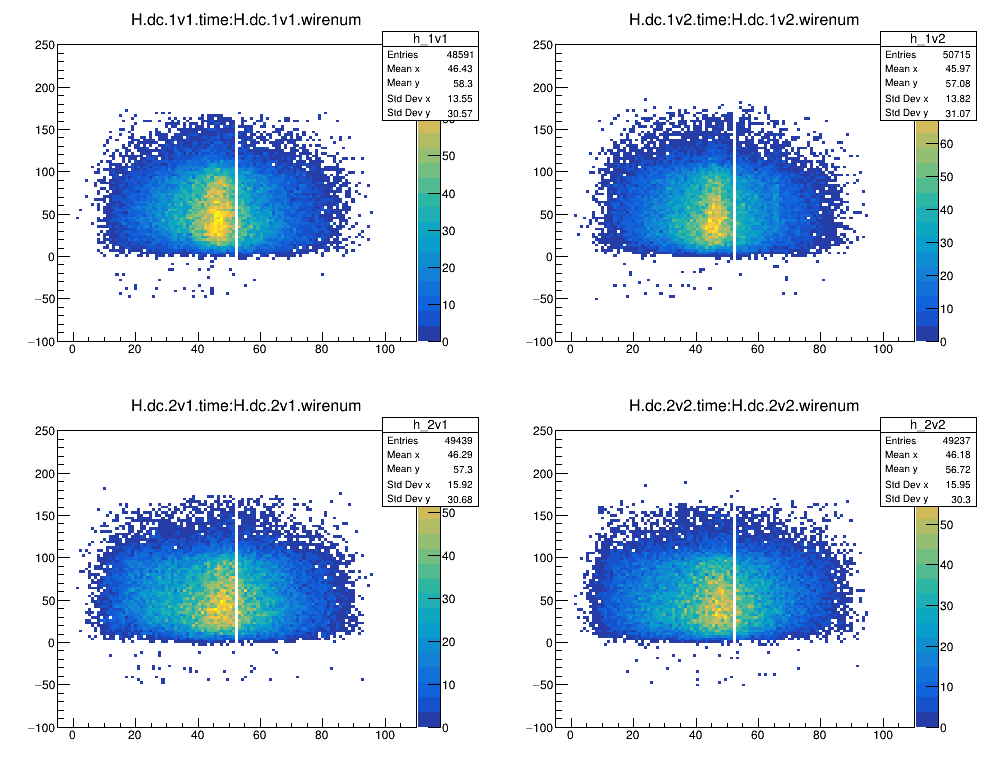 H.dc.1v1.time:H.dc.1v1.wirenum
h_1v1
Entries 48591
Mean x 46.43
Mean y 58.3
Std Dev x 13.55
Std Dev y 30.57
250
200
150
100
50
0
−50
−100
0 20 40 60 80 100
50
40
30
20
10
0
H.dc.1v2.time:H.dc.1v2.wirenum
h_1v2
Entries 50715
Mean x 45.97
Mean y 57.08
Std Dev x 13.82
Std Dev y 31.07
250
200
150
100
50
0
−50
−100
0 20 40 60 80 100
60
50
40
30
20
10
0
H.dc.2v1.time:H.dc.2v1.wirenum
h_2v1
Entries 49439
Mean x 46.29
Mean y 57.3
Std Dev x 15.92
Std Dev y 30.68
250
200
150
100
50
0
−50
−100
0 20 40 60 80 100
50
40
30
20
10
0
H.dc.2v2.time:H.dc.2v2.wirenum
h_2v2
Entries 49237
Mean x 46.18
Mean y 56.72
Std Dev x 15.95
Std Dev y 30.3
250
200
150
100
50
0
−50
−100
0 20 40 60 80 100
50
40
30
20
10
0